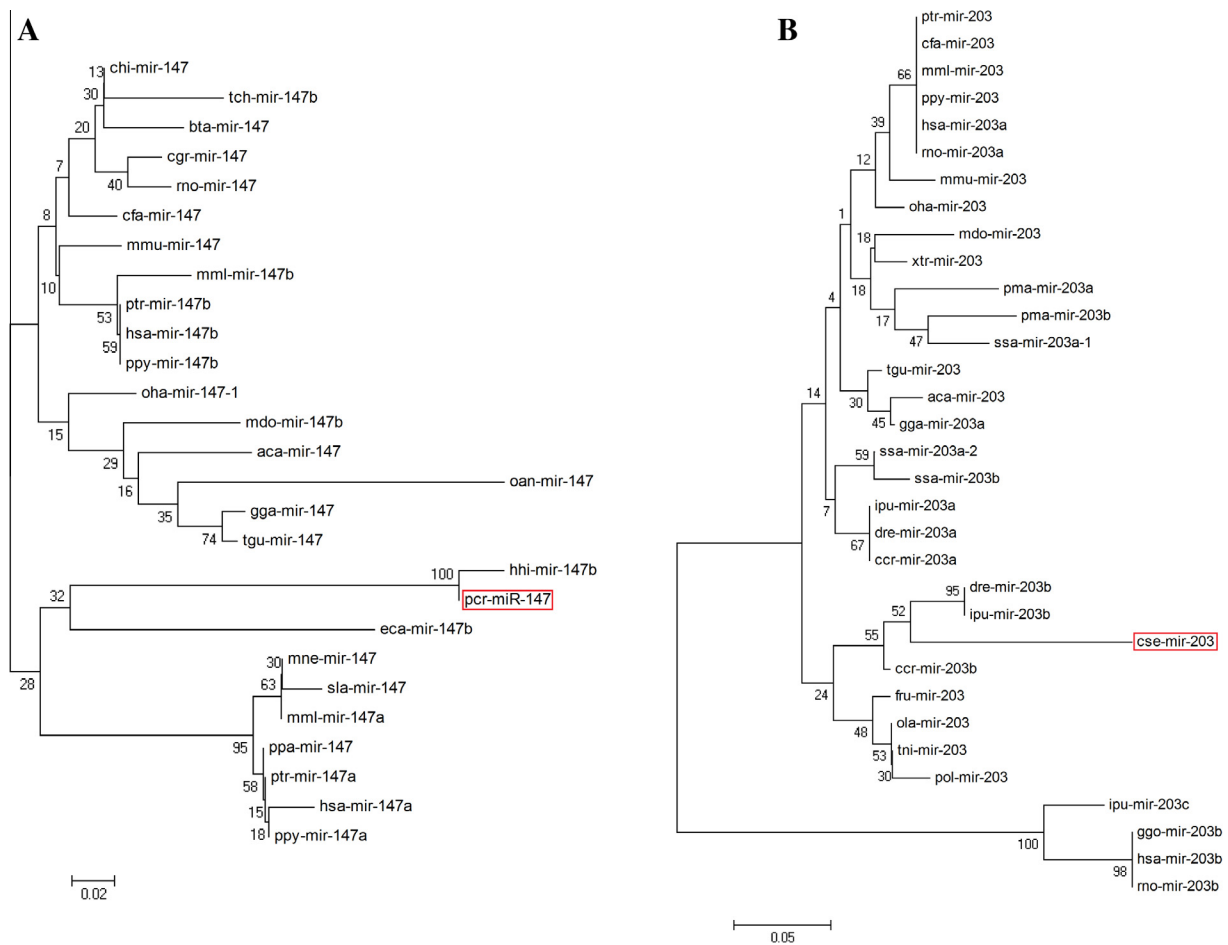 A
chi-mir-147
13
30
tch-mir-147b
20
bta-mir-147
cgr-mir-147
7
40
rno-mir-147
cfa-mir-147
8
mmu-mir-147
10
mml-mir-147b
ptr-mir-147b
53
hsa-mir-147b
59
ppy-mir-147b
oha-mir-147-1
15
mdo-mir-147b
29
aca-mir-147
16
oan-mir-147
35
gga-mir-147
74
tgu-mir-147
hhi-mir-147b
100
pcr-miR-147
32
eca-mir-147b
28
mne-mir-147
30
63
sla-mir-147
mml-mir-147a
95
ppa-mir-147
58
ptr-mir-147a
15
hsa-mir-147a
18
ppy-mir-147a
0.02
B
ptr-mir-203
cfa-mir-203
66
mml-mir-203
ppy-mir-203
39
hsa-mir-203a
rno-mir-203a
12
mmu-mir-203
oha-mir-203
1
18
mdo-mir-203
xtr-mir-203
18
pma-mir-203a
17
pma-mir-203b
47
ssa-mir-203a-1
4
tgu-mir-203
30
aca-mir-203
45
gga-mir-203a
14
59
ssa-mir-203a-2
ssa-mir-203b
7
ipu-mir-203a
dre-mir-203a
67
ccr-mir-203a
95
dre-mir-203b
ipu-mir-203b
52
cse-mir-203
55
ccr-mir-203b
24
fru-mir-203
48
ola-mir-203
53
tni-mir-203
30
pol-mir-203
ipu-mir-203c
100
ggo-mir-203b
hsa-mir-203b
98
rno-mir-203b
0.05